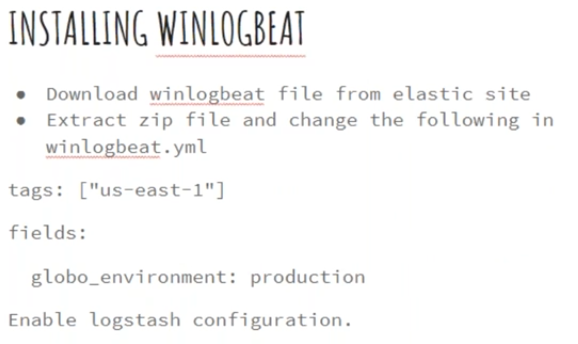 INSTALLING WINLOGBEAT
● Download winlogbeat file from elastic site
● Extract zip file and change the following in
winlogbeat.yml
tags: ["us-east-1"]
fields:
globo_environment: production
Enable logstash configuration.